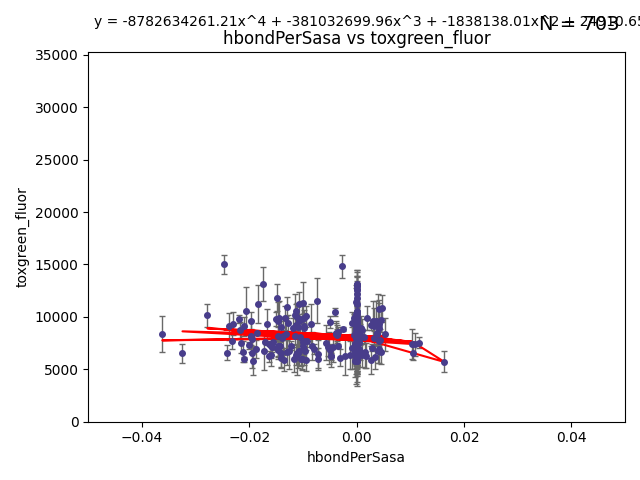 y = -8782634261.21x^4 + -381032699.96x^3 + -1838138.01x^2 +
N = 703
hbondPerSasa vs toxgreen_fluor
35000
30000
25000
20000
15000
10000
5000
0
toxgreen_fluor
−0.04 −0.02 0.00 0.02 0.04
hbondPerSasa